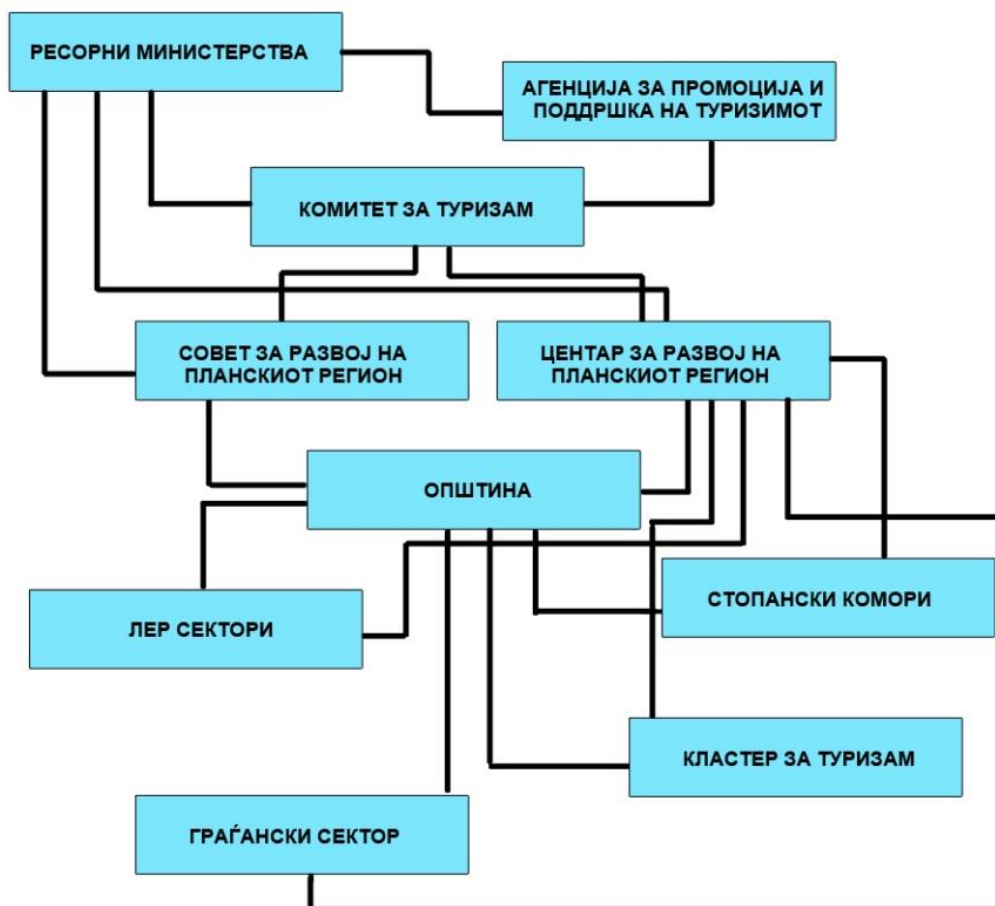 РЕСОРНИ МИНИСТЕРСТВА
АГЕНЦИЈА ЗА ПРОМОЦИЈА И
ПОДДРШКА НА ТУРИЗИМОТ
КОМИТЕТ ЗА ТУРИЗАМ
СОВЕТ ЗА РАЗВОЈ НА
ПЛАНСКИОТ РЕГИОН
ЦЕНТАР ЗА РАЗВОЈ НА
ПЛАНСКИОТ РЕГИОН
ОПШТИНА
ЛЕР СЕКТОРИ
СТОПАНСКИ КОМОРИ
КЛАСТЕР ЗА ТУРИЗАМ
ГРАЃАНСКИ СЕКТОР